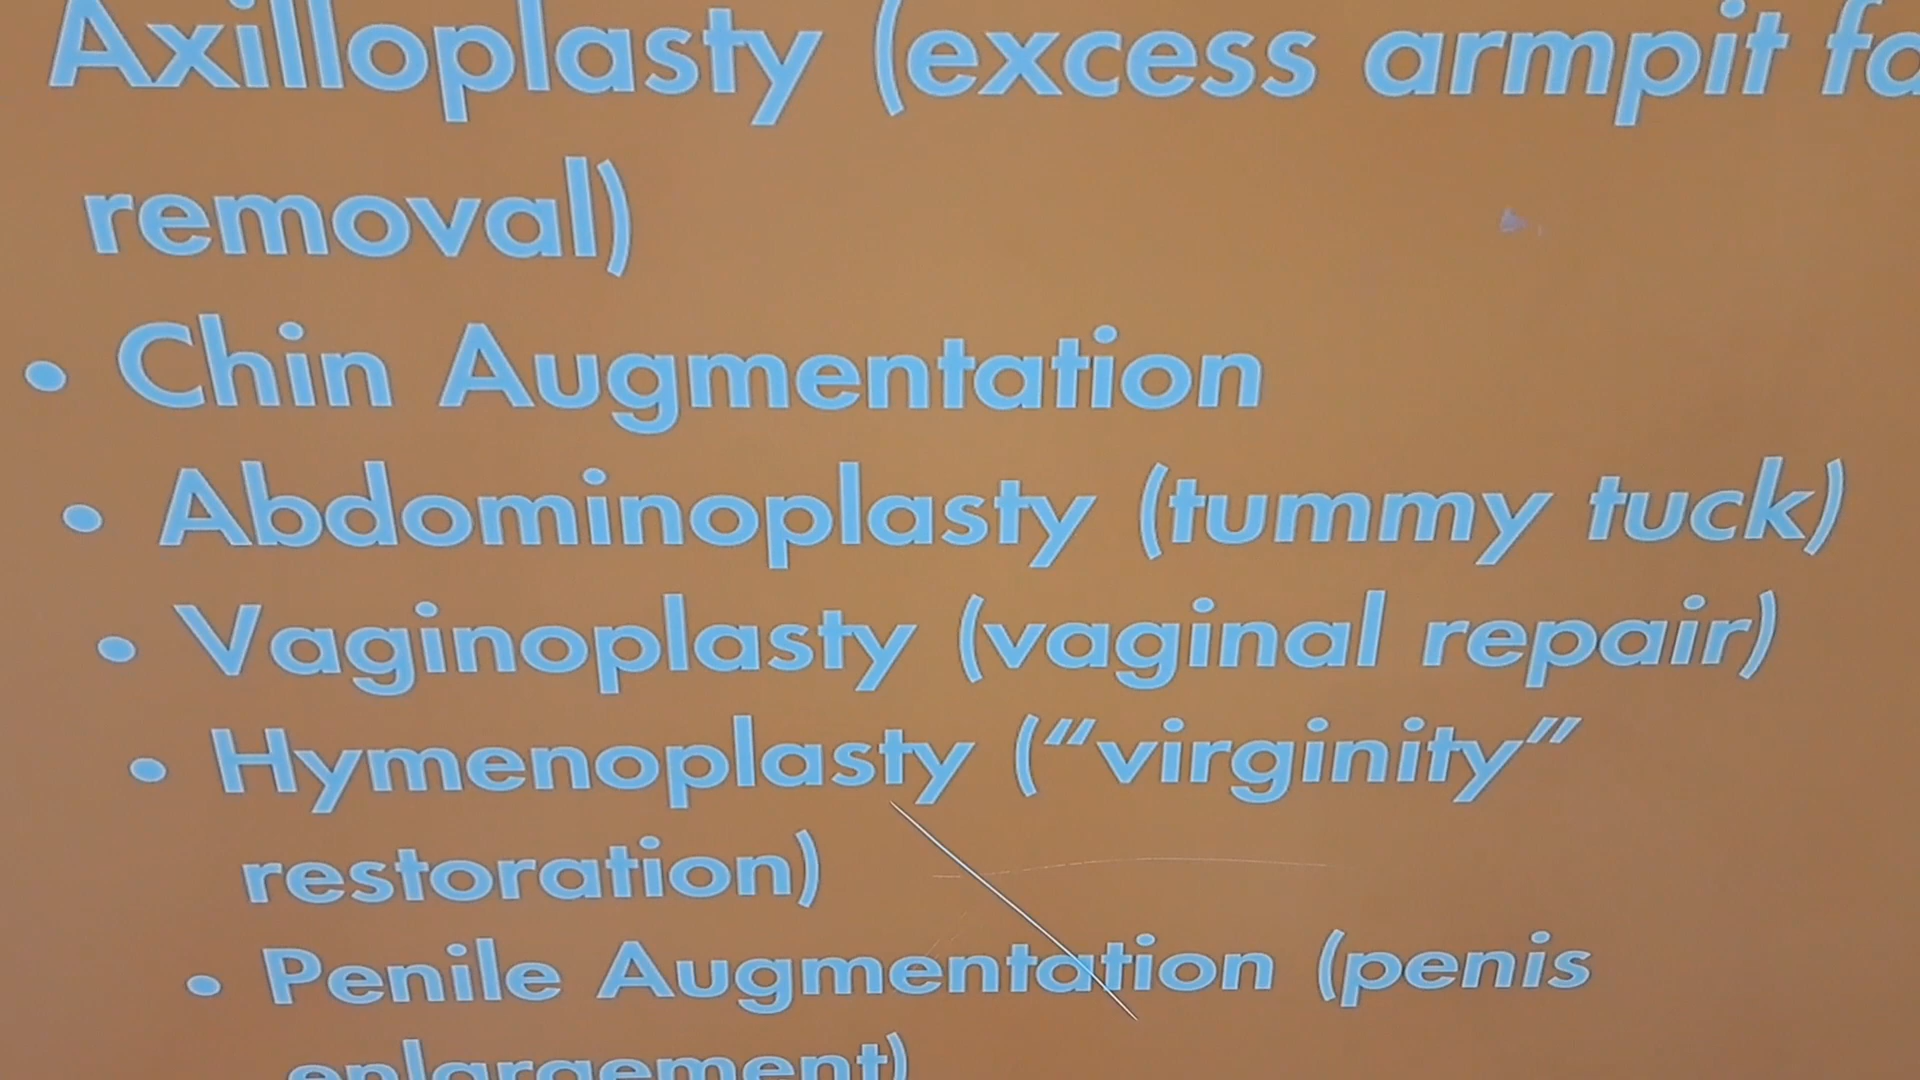 Axilloplasty (excess armpit
removal)
• Chin Augmentation
• Abdominoplasty (tummy tuck)
• Vaginoplasty (vaginal repair)
• Hymenoplasty (“virginity”
restoration)
• Penile Augmentation (penis
enlargement)